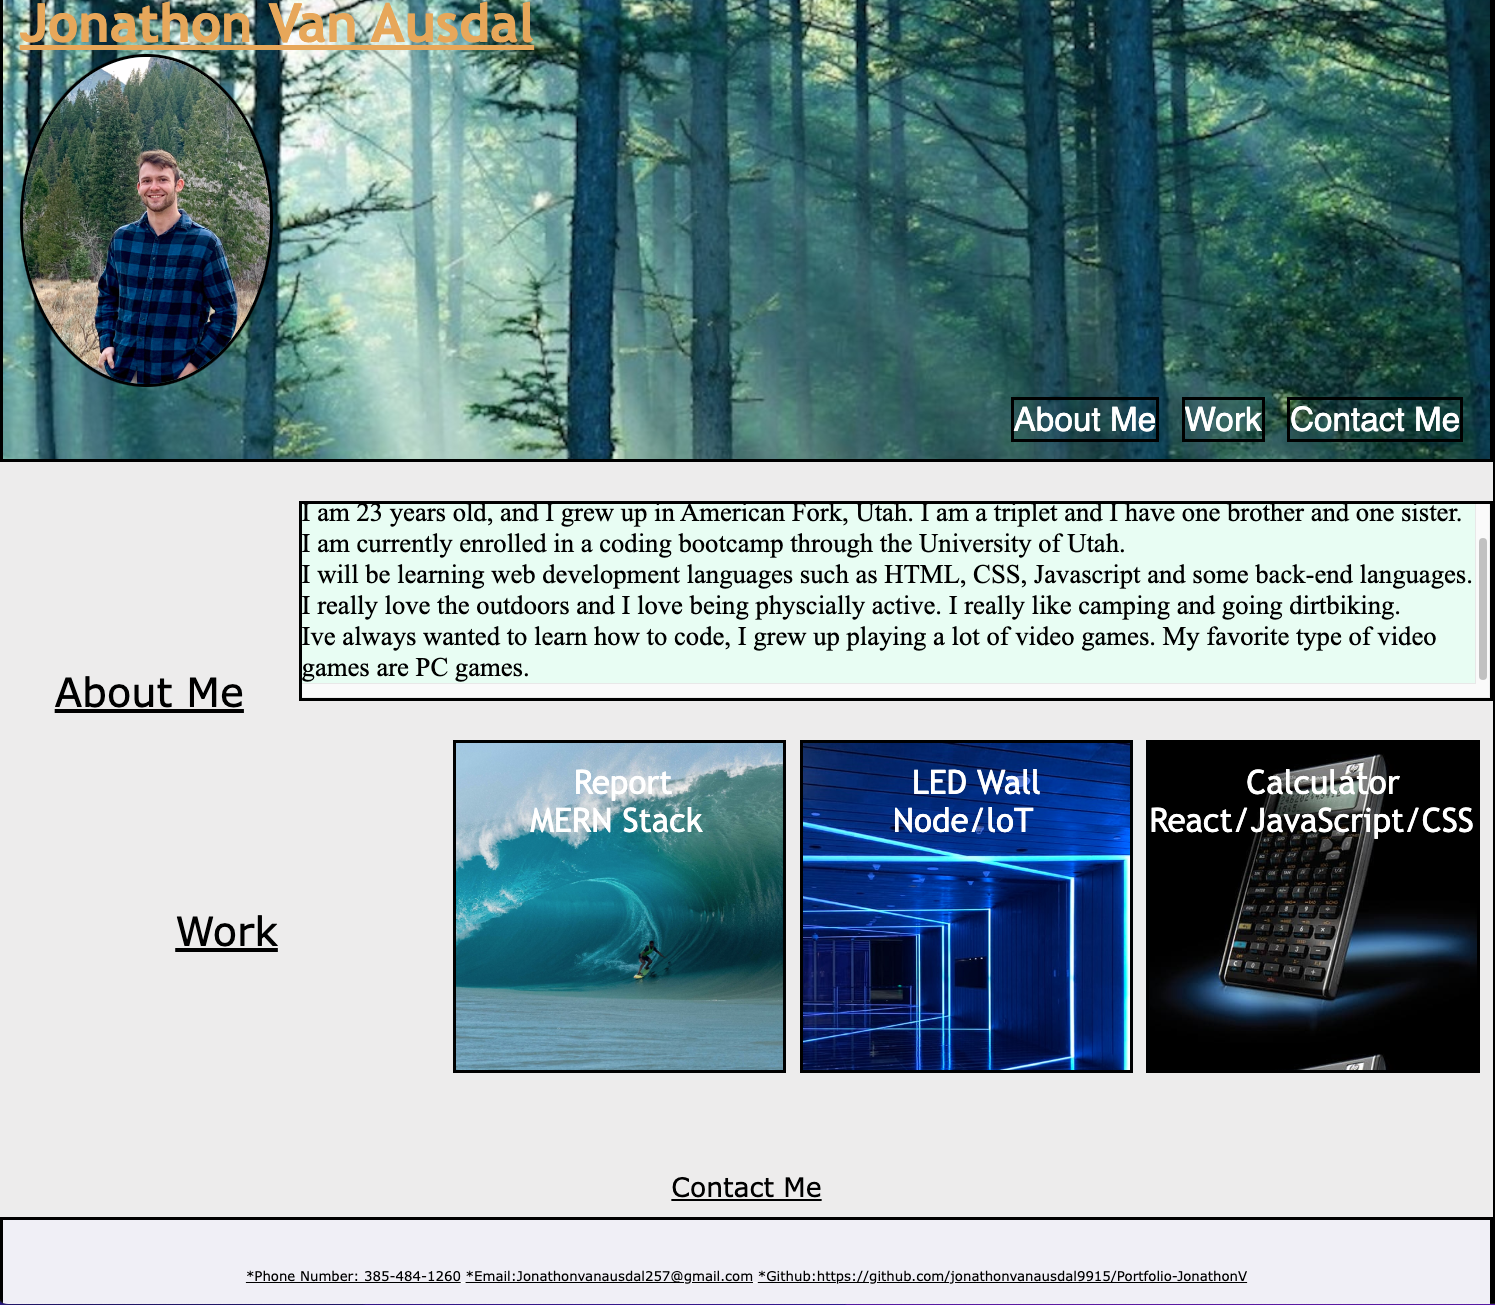 Jonathon Van Ausdal
About Me Work Contact Me
I am 23 years old, and I grew up in American Fork, Utah. I am a triplet and I have one brother and one sister.
I am currently enrolled in a coding bootcamp through the University of Utah.
I will be learning web development languages such as HTML, CSS, Javascript and some back-end languages.
I really love the outdoors and I love being physcially active. I really like camping and going dirtbiking.
Ive always wanted to learn how to code, I grew up playing a lot of video games. My favorite type of video
games are PC games.
About Me
Report
MERN Stack
LED Wall
Node/loT
Calculator
React/JavaScript/CSS
Work
Contact Me
*Phone Number: 385-484-1260 *Email:Jonathonvanausdal257@gmail.com *Github:https://github.com/jonathonvanausdal9915/Portfolio-JonathonV